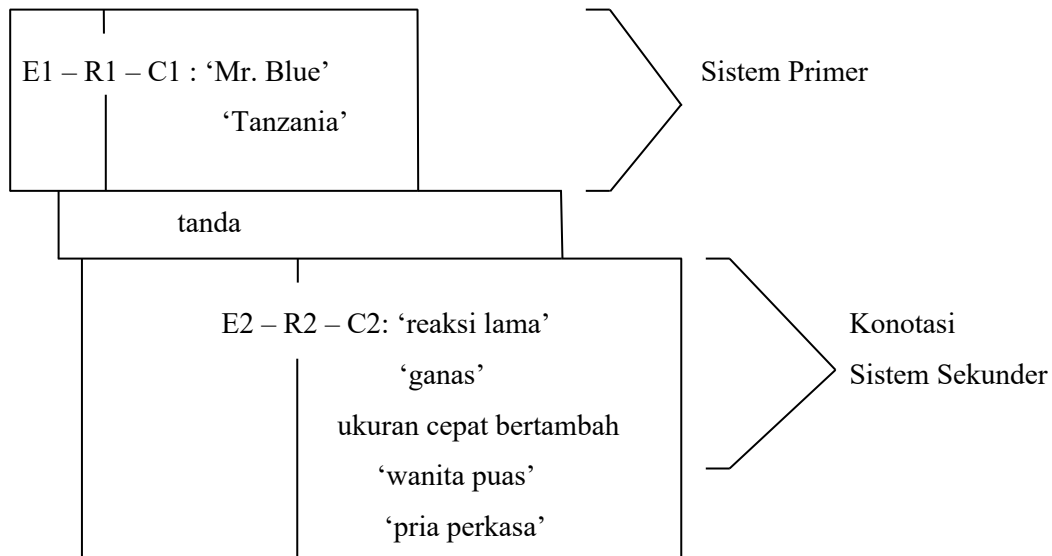 E1 – R1 – C1 : ‘Mr. Blue’
‘Tanzania’
Sistem Primer
tanda
E2 – R2 – C2: ‘reaksi lama’
‘ganas’
ukuran cepat bertambah
‘wanita puas’
‘pria perkasa’
Konotasi
Sistem Sekunder